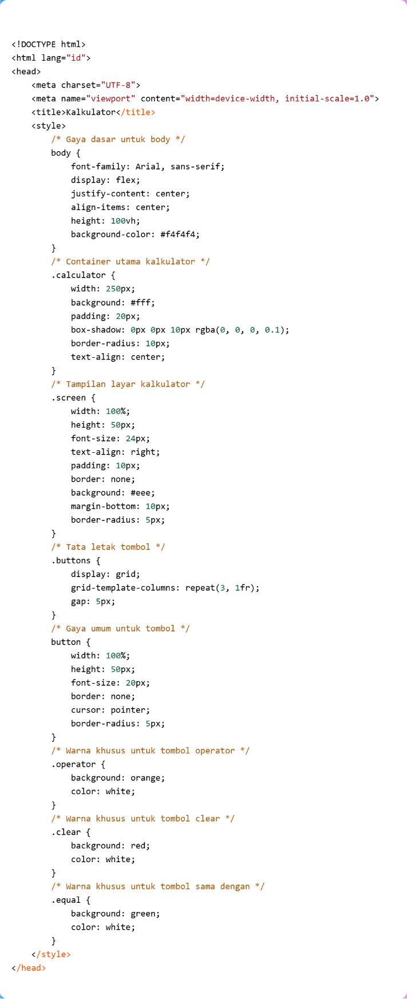 <!DOCTYPE html>
<html lang="id">
<head>
    <meta charset="UTF-8">
    <meta name="viewport" content="width=device-width, initial-scale=1.0">
    <title>Kalkulator</title>
    <style>
        /* Gaya dasar untuk body */
        body {
            font-family: Arial, sans-serif;
            display: flex;
            justify-content: center;
            align-items: center;
            height: 100vh;
            background-color: #f4f4f4;
        }
        /* Container utama kalkulator */
        .calculator {
            width: 250px;
            background: #fff;
            padding: 20px;
            box-shadow: 0px 0px 10px rgba(0, 0, 0, 0.1);
            border-radius: 10px;
            text-align: center;
        }
        /* Tampilan layar kalkulator */
        .screen {
            width: 100%;
            height: 50px;
            font-size: 24px;
            text-align: right;
            padding: 10px;
            border: none;
            background: #eee;
            margin-bottom: 10px;
            border-radius: 5px;
        }
        /* Tata letak tombol */
        .buttons {
            display: grid;
            grid-template-columns: repeat(3, 1fr);
            gap: 5px;
        }
        /* Gaya umum untuk tombol */
        button {
            width: 100%;
            height: 50px;
            font-size: 20px;
            border: none;
            cursor: pointer;
            border-radius: 5px;
        }
        /* Warna khusus untuk tombol operator */
        .operator {
            background: orange;
            color: white;
        }
        /* Warna khusus untuk tombol clear */
        .clear {
            background: red;
            color: white;
        }
        /* Warna khusus untuk tombol sama dengan */
        .equal {
            background: green;
            color: white;
        }
    </style>
</head>